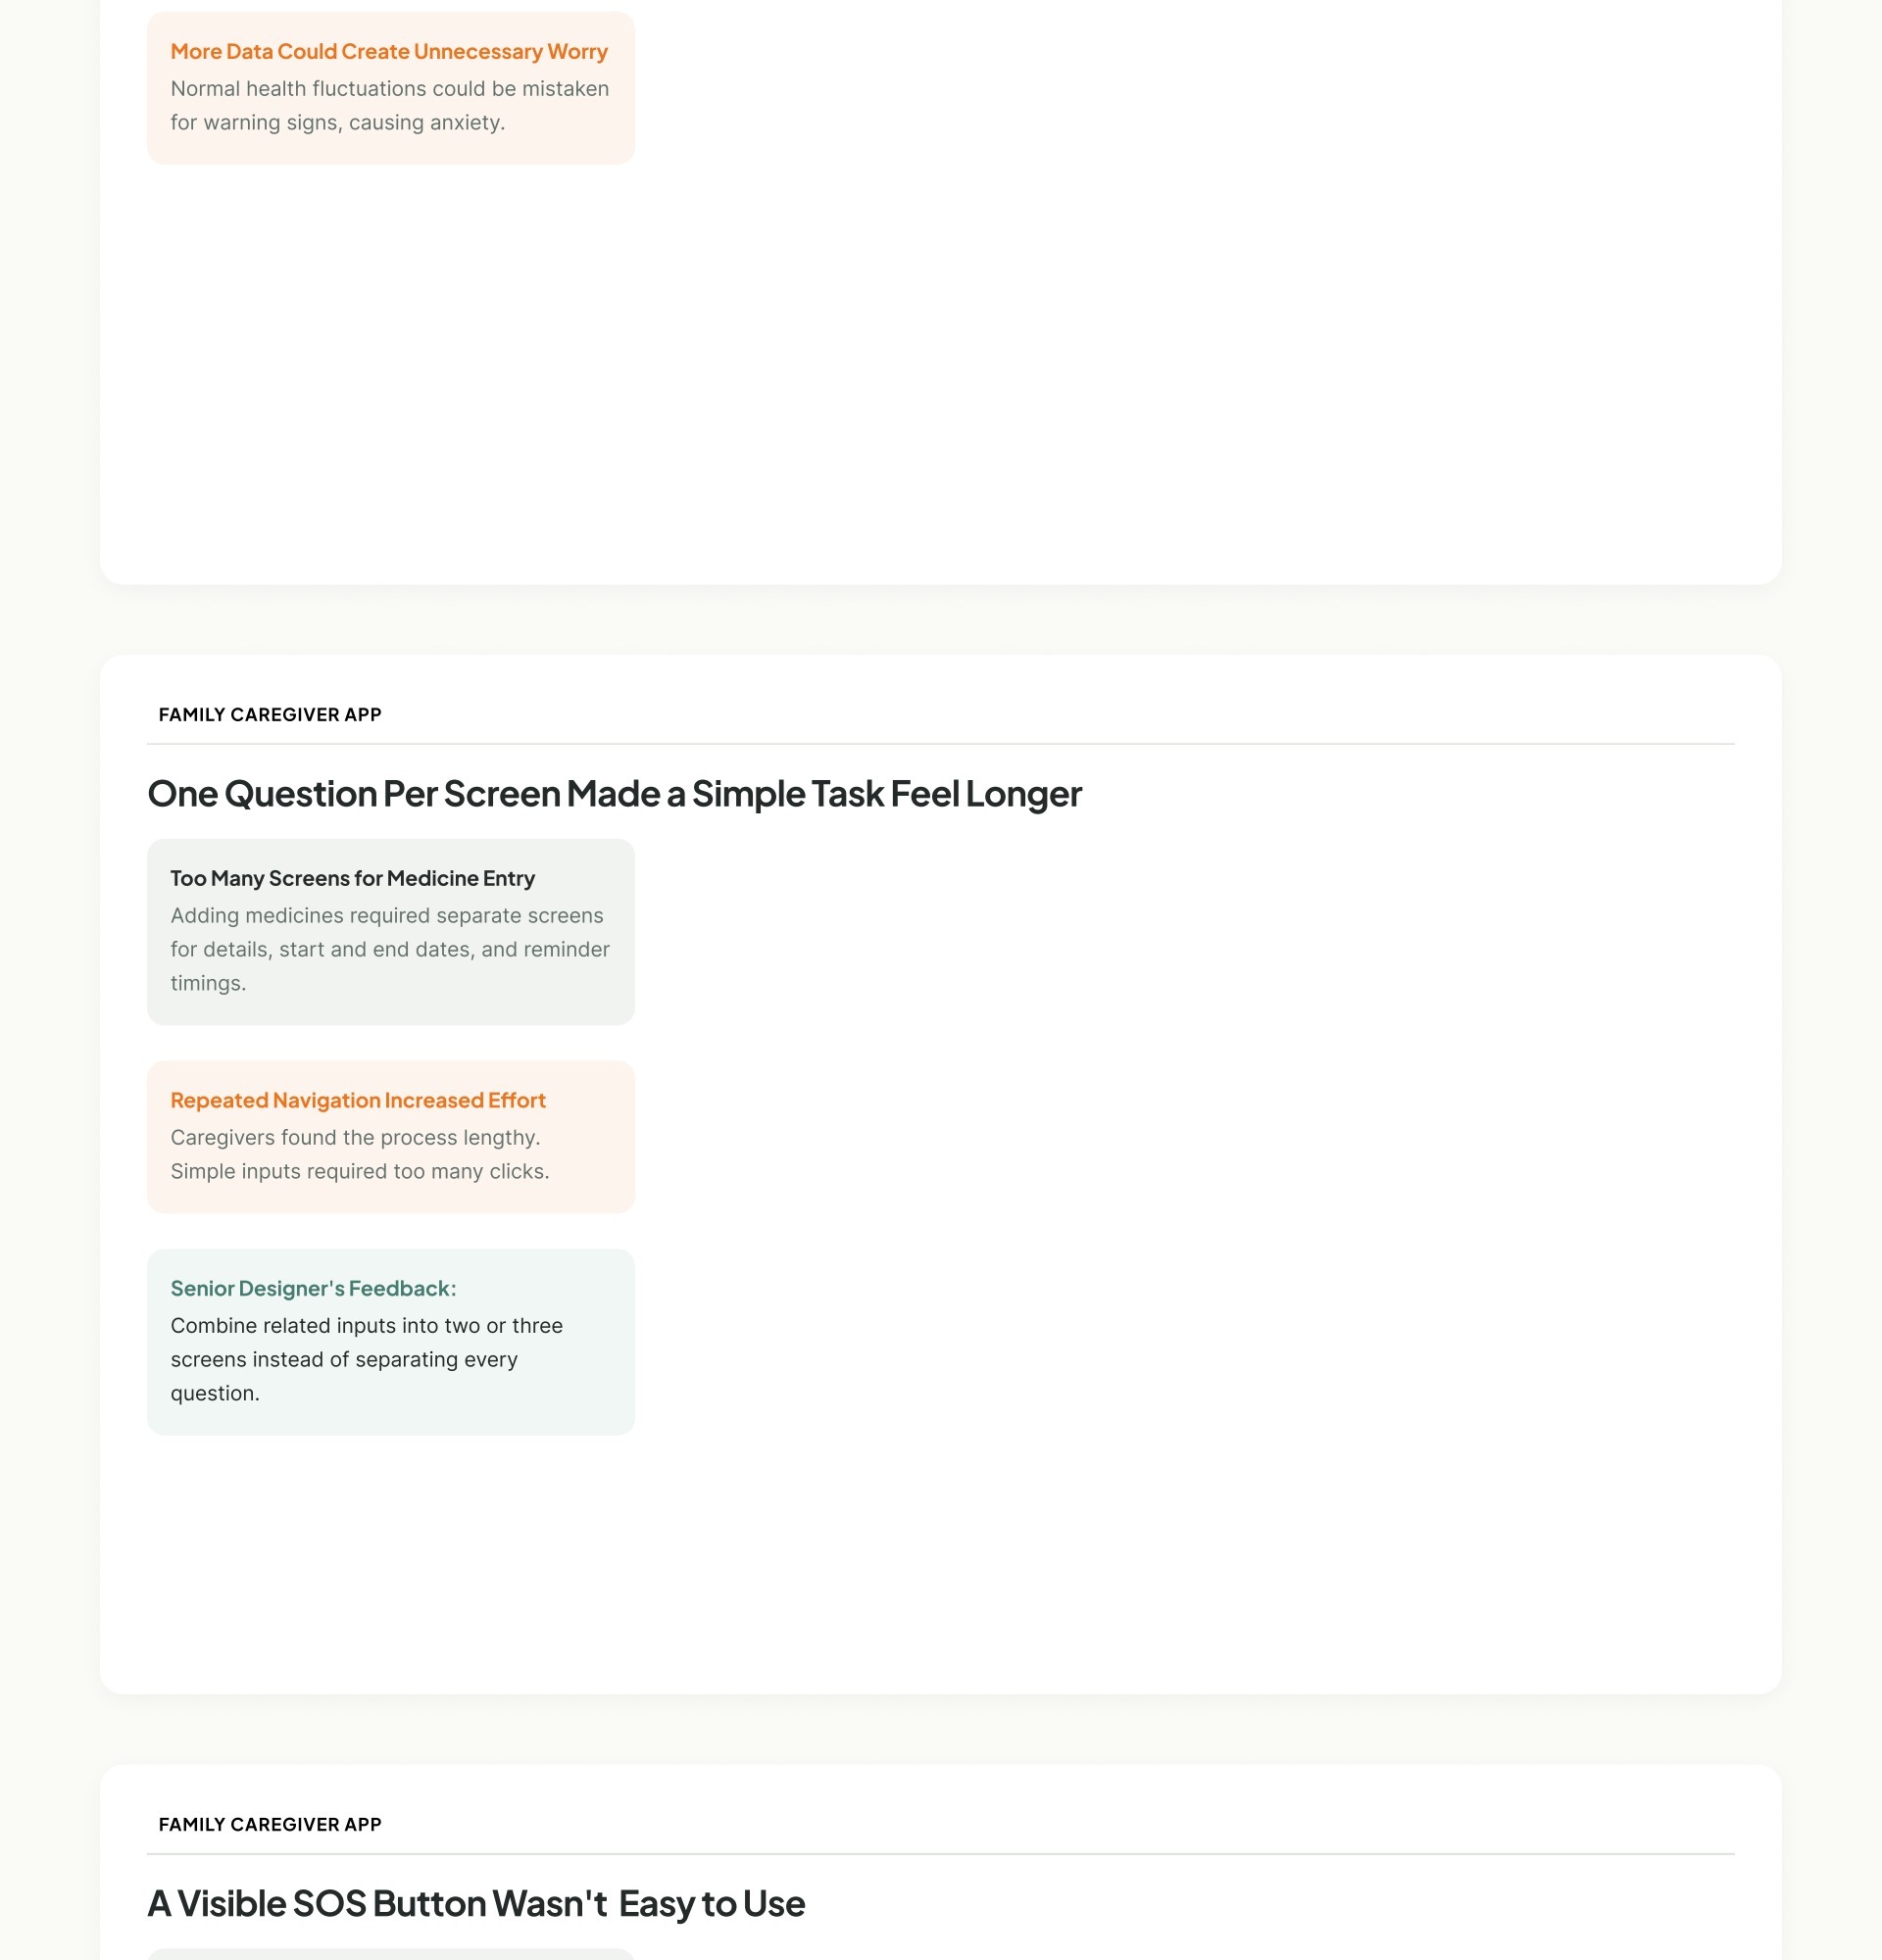 More Data Could Create Unnecessary Worry
Normal health fluctuations could be mistaken
for warning signs, causing anxiety.
FAMILY CAREGIVER APP
One Question Per Screen Made a Simple Task Feel Longer
Too Many Screens for Medicine Entry
Adding medicines required separate screens
for details, start and end dates, and reminder
timings.
Repeated Navigation Increased Effort
Caregivers found the process lengthy.
Simple inputs required too many clicks.
Senior Designer's Feedback:
Combine related inputs into two or three
screens instead of separating every
question.
FAMILY CAREGIVER APP
A Visible SOS Button Wasn't Easy to Use